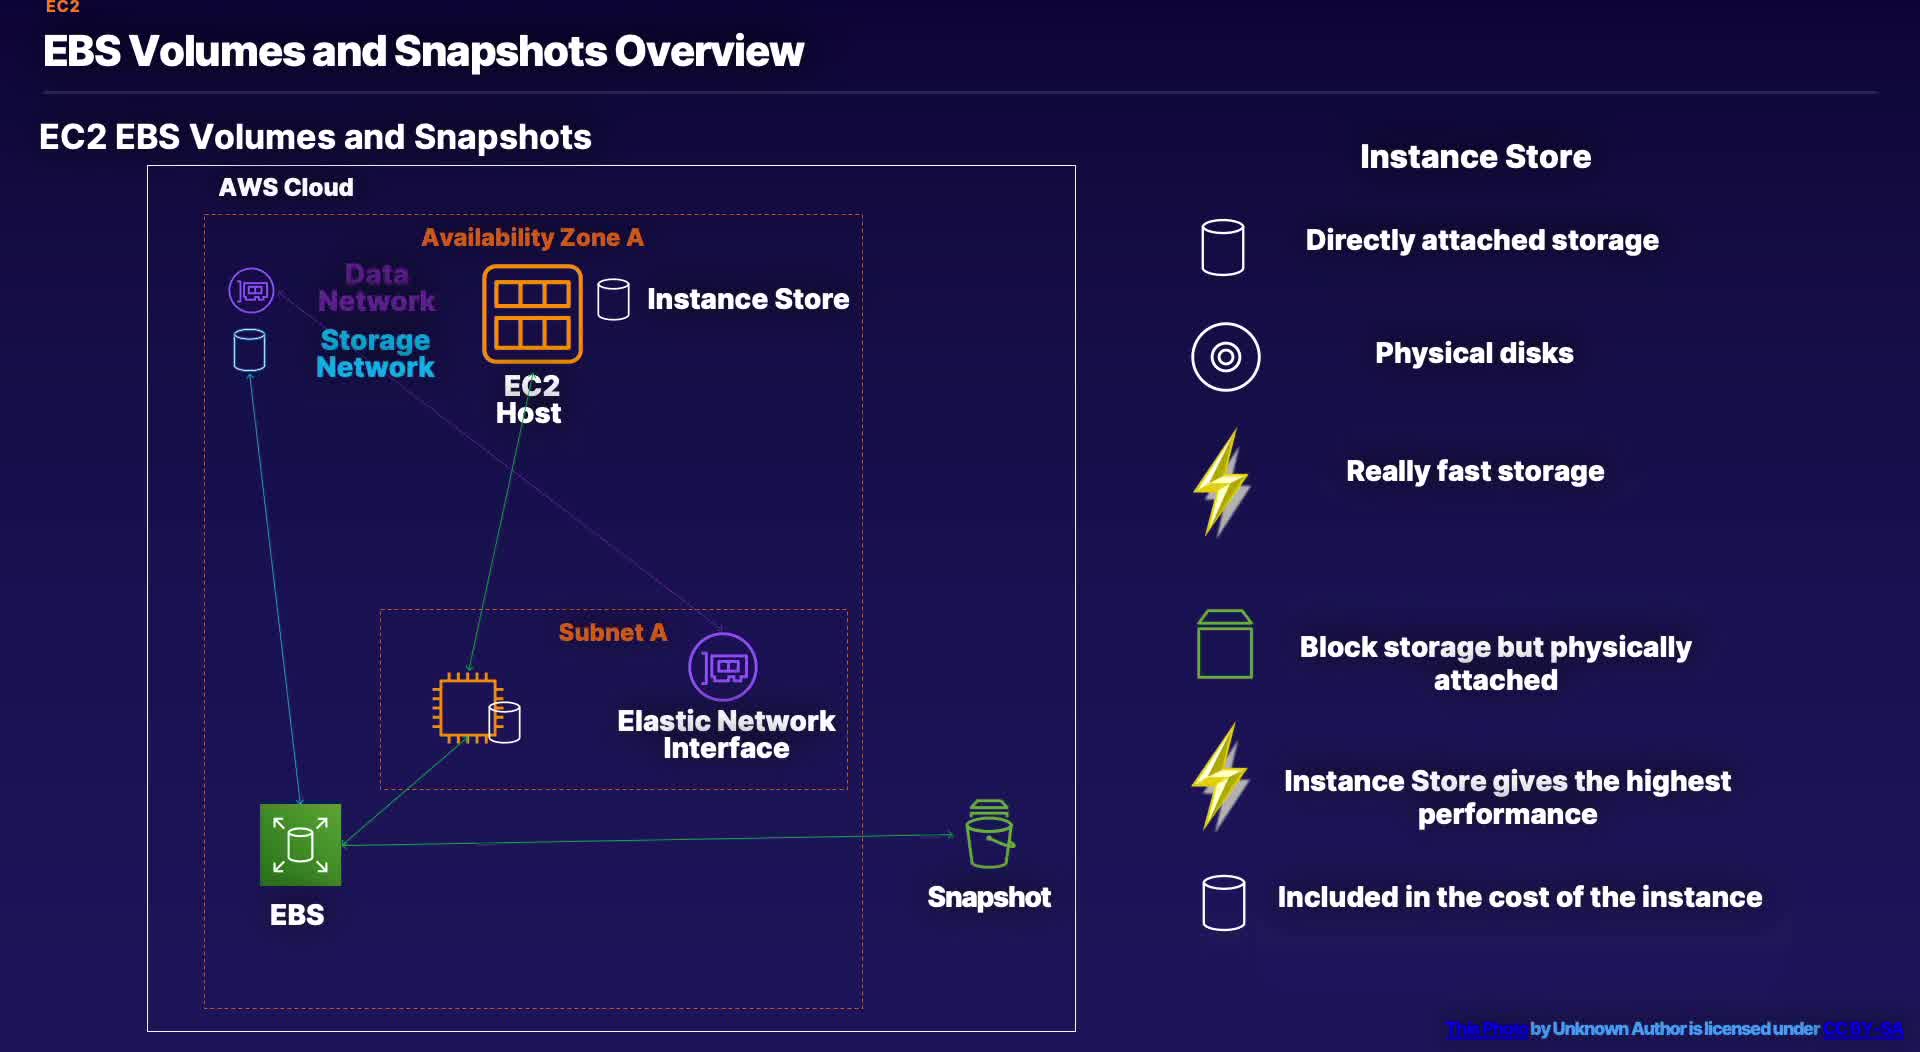 EC2
EBS Volumes and Snapshots Overview
EC2 EBS Volumes and Snapshots
AWS Cloud
Availability Zone A
Data
Network
Storage
Network
EC2
Host
Instance Store
Subnet A
Elastic Network
Interface
EBS
Snapshot
Instance Store
Directly attached storage
Physical disks
Really fast storage
Block storage but physically
attached
Instance Store gives the highest
performance
Included in the cost of the instance
This Photo by Unknown Author is licensed under CC BY-SA